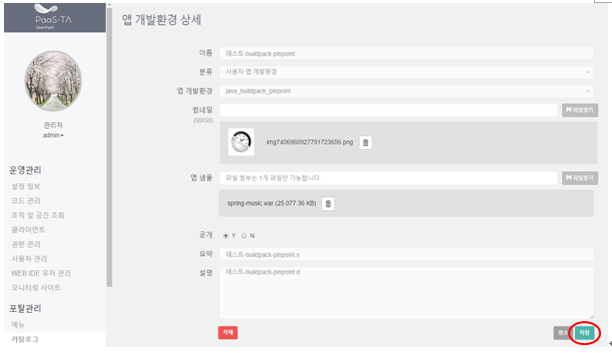 PaaS-TA
OpenPaaS
관리자
admin
운영관리
설정 정보
코드 관리
조직 및 공간 조회
클라이언트
권한 관리
사용자 관리
WEB IDE 유저 관리
모니터링 사이트
포탈관리
메뉴
카탈로그
앱 개발환경 상세
이름 테스트-buildpack-pinpoint
분류 사용자 앱 개발환경
앱 개발환경 java_buildpack_pinpoint
썸네일 파일찾기
(50X50)
img7406960927791723656.png
앱 샘플 파일 첨부는 1개 파일만 가능합니다. 파일찾기
spring-music.war (25,077.36 KB)
공개 Y N
요약 테스트-buildpack-pinpoint s
설명 테스트-buildpack-pinpoint d
삭제 취소 저장